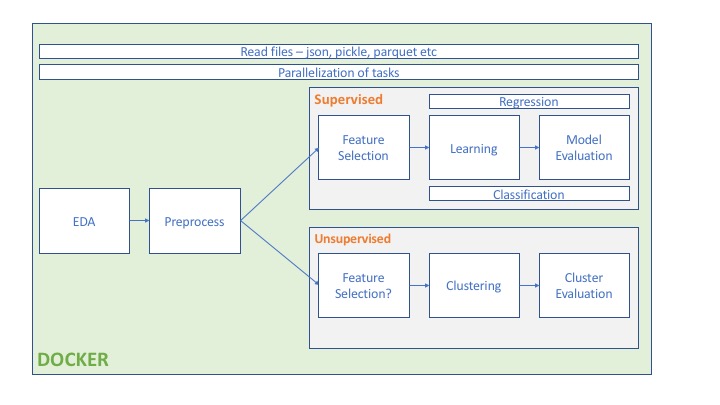 Read files – json, pickle, parquet etc
Parallelization of tasks
Supervised
Regression
Feature
Selection
Learning
Model
Evaluation
Classification
EDA
Preprocess
Unsupervised
Feature
Selection?
Clustering
Cluster
Evaluation
DOCKER